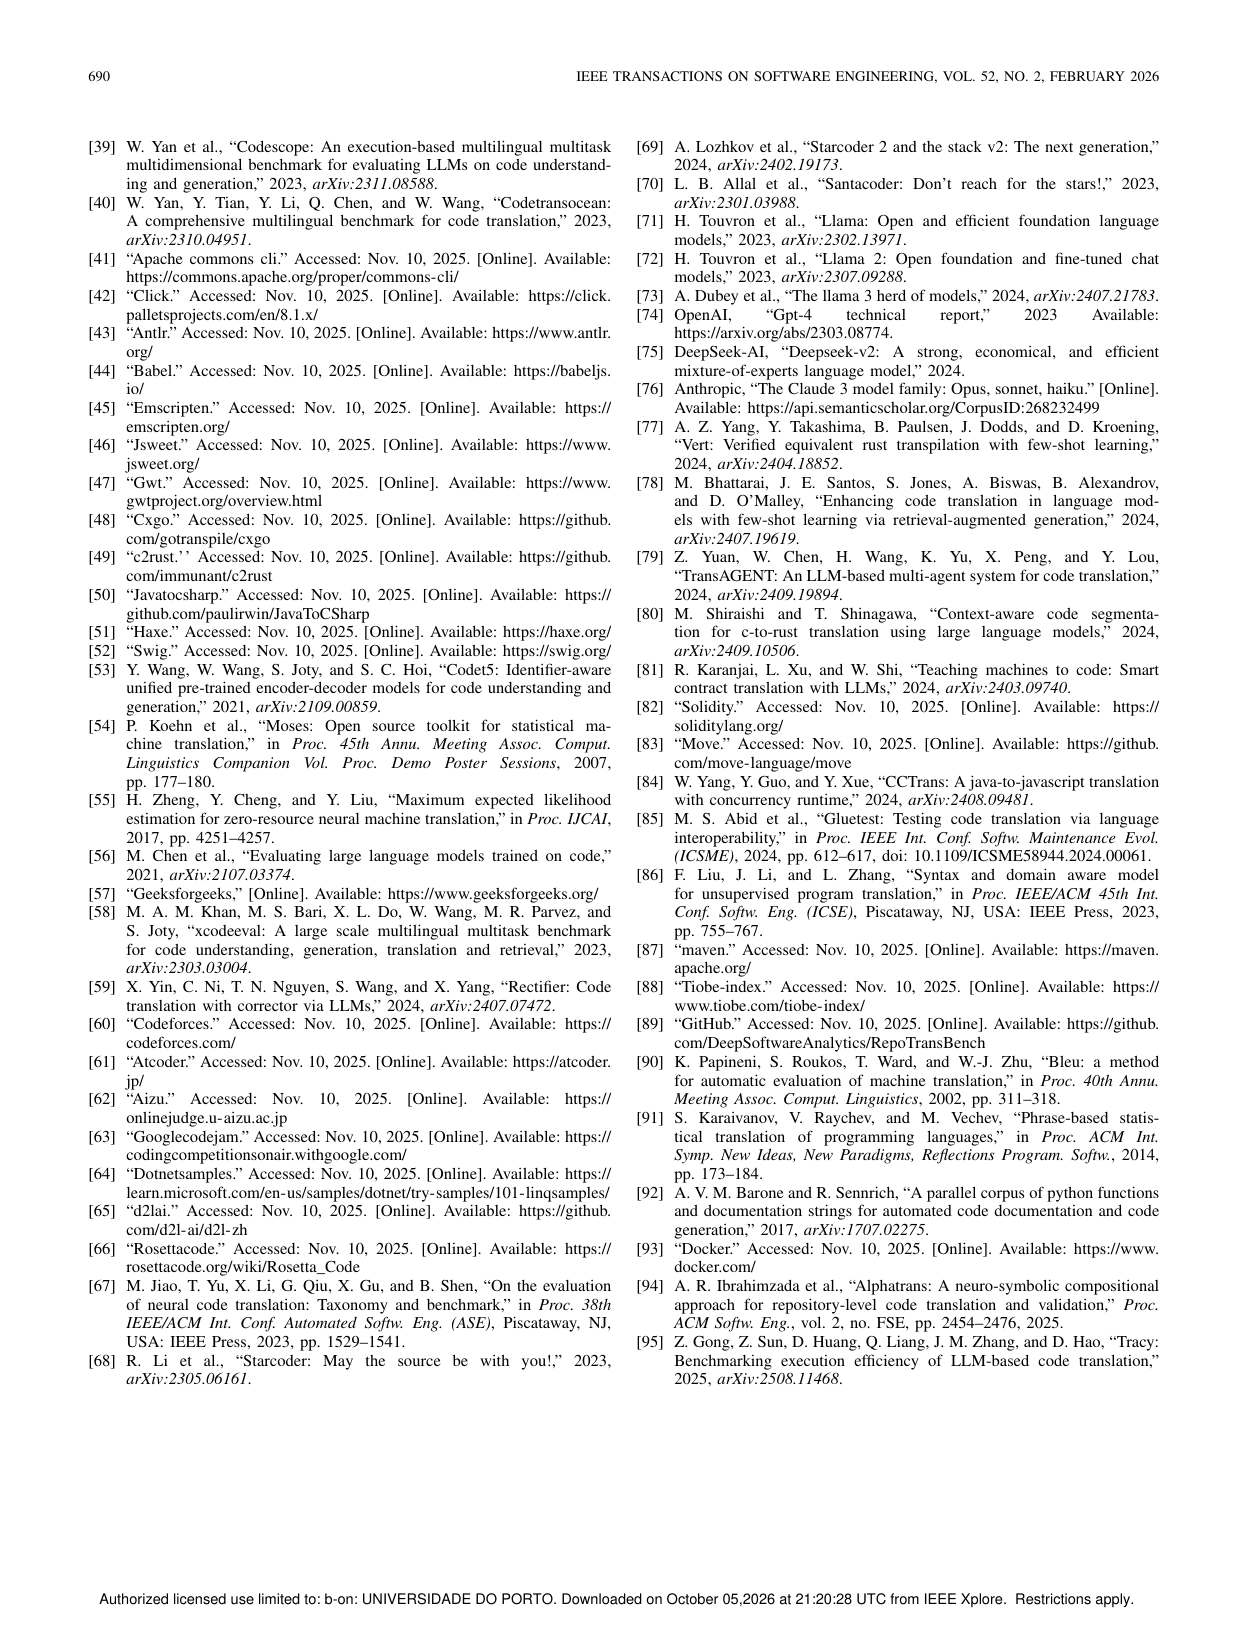 690
IEEE TRANSACTIONS ON SOFTWARE ENGINEERING, VOL. 52, NO. 2, FEBRUARY 2026
[39] W. Yan et al., “Codescope: An execution-based multilingual multitask
multidimensional benchmark for evaluating LLMs on code understand-
ing and generation,” 2023, arXiv:2311.08588.
[40] W. Yan, Y. Tian, Y. Li, Q. Chen, and W. Wang, “Codetransocean:
A comprehensive multilingual benchmark for code translation,” 2023,
arXiv:2310.04951.
[41] “Apache commons cli.” Accessed: Nov. 10, 2025. [Online]. Available:
https://commons.apache.org/proper/commons-cli/
[42] “Click.” Accessed: Nov. 10, 2025. [Online]. Available: https://click.
palletsprojects.com/en/8.1.x/
[43] “Antlr.” Accessed: Nov. 10, 2025. [Online]. Available: https://www.antlr.
org/
[44] “Babel.” Accessed: Nov. 10, 2025. [Online]. Available: https://babeljs.
io/
[45] “Emscripten.” Accessed: Nov. 10, 2025. [Online]. Available: https://
emscripten.org/
[46] “Jsweet.” Accessed: Nov. 10, 2025. [Online]. Available: https://www.
jsweet.org/
[47] “Gwt.” Accessed: Nov. 10, 2025. [Online]. Available: https://www.
gwtproject.org/overview.html
[48] “Cxgo.” Accessed: Nov. 10, 2025. [Online]. Available: https://github.
com/gotranspile/cxgo
[49] “c2rust.’’ Accessed: Nov. 10, 2025. [Online]. Available: https://github.
com/immunant/c2rust
[50] “Javatocsharp.” Accessed: Nov. 10, 2025. [Online]. Available: https://
github.com/paulirwin/JavaToCSharp
[51] “Haxe.” Accessed: Nov. 10, 2025. [Online]. Available: https://haxe.org/
[52] “Swig.” Accessed: Nov. 10, 2025. [Online]. Available: https://swig.org/
[53] Y. Wang, W. Wang, S. Joty, and S. C. Hoi, “Codet5: Identifier-aware
unified pre-trained encoder-decoder models for code understanding and
generation,” 2021, arXiv:2109.00859.
[54] P. Koehn et al., “Moses: Open source toolkit for statistical ma-
chine translation,” in Proc. 45th Annu. Meeting Assoc. Comput.
Linguistics Companion Vol. Proc. Demo Poster Sessions, 2007,
pp. 177–180.
[55] H. Zheng, Y. Cheng, and Y. Liu, “Maximum expected likelihood
estimation for zero-resource neural machine translation,” in Proc. IJCAI,
2017, pp. 4251–4257.
[56] M. Chen et al., “Evaluating large language models trained on code,”
2021, arXiv:2107.03374.
[57] “Geeksforgeeks,” [Online]. Available: https://www.geeksforgeeks.org/
[58] M. A. M. Khan, M. S. Bari, X. L. Do, W. Wang, M. R. Parvez, and
S. Joty, “xcodeeval: A large scale multilingual multitask benchmark
for code understanding, generation, translation and retrieval,” 2023,
arXiv:2303.03004.
[59] X. Yin, C. Ni, T. N. Nguyen, S. Wang, and X. Yang, “Rectifier: Code
translation with corrector via LLMs,” 2024, arXiv:2407.07472.
[60] “Codeforces.” Accessed: Nov. 10, 2025. [Online]. Available: https://
codeforces.com/
[61] “Atcoder.” Accessed: Nov. 10, 2025. [Online]. Available: https://atcoder.
jp/
[62] “Aizu.” Accessed: Nov. 10, 2025. [Online]. Available: https://
onlinejudge.u-aizu.ac.jp
[63] “Googlecodejam.” Accessed: Nov. 10, 2025. [Online]. Available: https://
codingcompetitionsonair.withgoogle.com/
[64] “Dotnetsamples.” Accessed: Nov. 10, 2025. [Online]. Available: https://
learn.microsoft.com/en-us/samples/dotnet/try-samples/101-linqsamples/
[65] “d2lai.” Accessed: Nov. 10, 2025. [Online]. Available: https://github.
com/d2l-ai/d2l-zh
[66] “Rosettacode.” Accessed: Nov. 10, 2025. [Online]. Available: https://
rosettacode.org/wiki/Rosetta_Code
[67] M. Jiao, T. Yu, X. Li, G. Qiu, X. Gu, and B. Shen, “On the evaluation
of neural code translation: Taxonomy and benchmark,” in Proc. 38th
IEEE/ACM Int. Conf. Automated Softw. Eng. (ASE), Piscataway, NJ,
USA: IEEE Press, 2023, pp. 1529–1541.
[68] R. Li et al., “Starcoder: May the source be with you!,” 2023,
arXiv:2305.06161.
[69] A. Lozhkov et al., “Starcoder 2 and the stack v2: The next generation,”
2024, arXiv:2402.19173.
[70] L. B. Allal et al., “Santacoder: Don’t reach for the stars!,” 2023,
arXiv:2301.03988.
[71] H. Touvron et al., “Llama: Open and efficient foundation language
models,” 2023, arXiv:2302.13971.
[72] H. Touvron et al., “Llama 2: Open foundation and fine-tuned chat
models,” 2023, arXiv:2307.09288.
[73] A. Dubey et al., “The llama 3 herd of models,” 2024, arXiv:2407.21783.
[74] OpenAI, “Gpt-4 technical report,” 2023 Available:
https://arxiv.org/abs/2303.08774.
[75] DeepSeek-AI, “Deepseek-v2: A strong, economical, and efficient
mixture-of-experts language model,” 2024.
[76] Anthropic, “The Claude 3 model family: Opus, sonnet, haiku.” [Online].
Available: https://api.semanticscholar.org/CorpusID:268232499
[77] A. Z. Yang, Y. Takashima, B. Paulsen, J. Dodds, and D. Kroening,
“Vert: Verified equivalent rust transpilation with few-shot learning,”
2024, arXiv:2404.18852.
[78] M. Bhattarai, J. E. Santos, S. Jones, A. Biswas, B. Alexandrov,
and D. O’Malley, “Enhancing code translation in language mod-
els with few-shot learning via retrieval-augmented generation,” 2024,
arXiv:2407.19619.
[79] Z. Yuan, W. Chen, H. Wang, K. Yu, X. Peng, and Y. Lou,
“TransAGENT: An LLM-based multi-agent system for code translation,”
2024, arXiv:2409.19894.
[80] M. Shiraishi and T. Shinagawa, “Context-aware code segmenta-
tion for c-to-rust translation using large language models,” 2024,
arXiv:2409.10506.
[81] R. Karanjai, L. Xu, and W. Shi, “Teaching machines to code: Smart
contract translation with LLMs,” 2024, arXiv:2403.09740.
[82] “Solidity.” Accessed: Nov. 10, 2025. [Online]. Available: https://
soliditylang.org/
[83] “Move.” Accessed: Nov. 10, 2025. [Online]. Available: https://github.
com/move-language/move
[84] W. Yang, Y. Guo, and Y. Xue, “CCTrans: A java-to-javascript translation
with concurrency runtime,” 2024, arXiv:2408.09481.
[85] M. S. Abid et al., “Gluetest: Testing code translation via language
interoperability,” in Proc. IEEE Int. Conf. Softw. Maintenance Evol.
(ICSME), 2024, pp. 612–617, doi: 10.1109/ICSME58944.2024.00061.
[86] F. Liu, J. Li, and L. Zhang, “Syntax and domain aware model
for unsupervised program translation,” in Proc. IEEE/ACM 45th Int.
Conf. Softw. Eng. (ICSE), Piscataway, NJ, USA: IEEE Press, 2023,
pp. 755–767.
[87] “maven.” Accessed: Nov. 10, 2025. [Online]. Available: https://maven.
apache.org/
[88] “Tiobe-index.” Accessed: Nov. 10, 2025. [Online]. Available: https://
www.tiobe.com/tiobe-index/
[89] “GitHub.” Accessed: Nov. 10, 2025. [Online]. Available: https://github.
com/DeepSoftwareAnalytics/RepoTransBench
[90] K. Papineni, S. Roukos, T. Ward, and W.-J. Zhu, “Bleu: a method
for automatic evaluation of machine translation,” in Proc. 40th Annu.
Meeting Assoc. Comput. Linguistics, 2002, pp. 311–318.
[91] S. Karaivanov, V. Raychev, and M. Vechev, “Phrase-based statis-
tical translation of programming languages,” in Proc. ACM Int.
Symp. New Ideas, New Paradigms, Reflections Program. Softw., 2014,
pp. 173–184.
[92] A. V. M. Barone and R. Sennrich, “A parallel corpus of python functions
and documentation strings for automated code documentation and code
generation,” 2017, arXiv:1707.02275.
[93] “Docker.” Accessed: Nov. 10, 2025. [Online]. Available: https://www.
docker.com/
[94] A. R. Ibrahimzada et al., “Alphatrans: A neuro-symbolic compositional
approach for repository-level code translation and validation,” Proc.
ACM Softw. Eng., vol. 2, no. FSE, pp. 2454–2476, 2025.
[95] Z. Gong, Z. Sun, D. Huang, Q. Liang, J. M. Zhang, and D. Hao, “Tracy:
Benchmarking execution efficiency of LLM-based code translation,”
2025, arXiv:2508.11468.
Authorized licensed use limited to: b-on: UNIVERSIDADE DO PORTO. Downloaded on October 05,2026 at 21:20:28 UTC from IEEE Xplore. Restrictions apply.